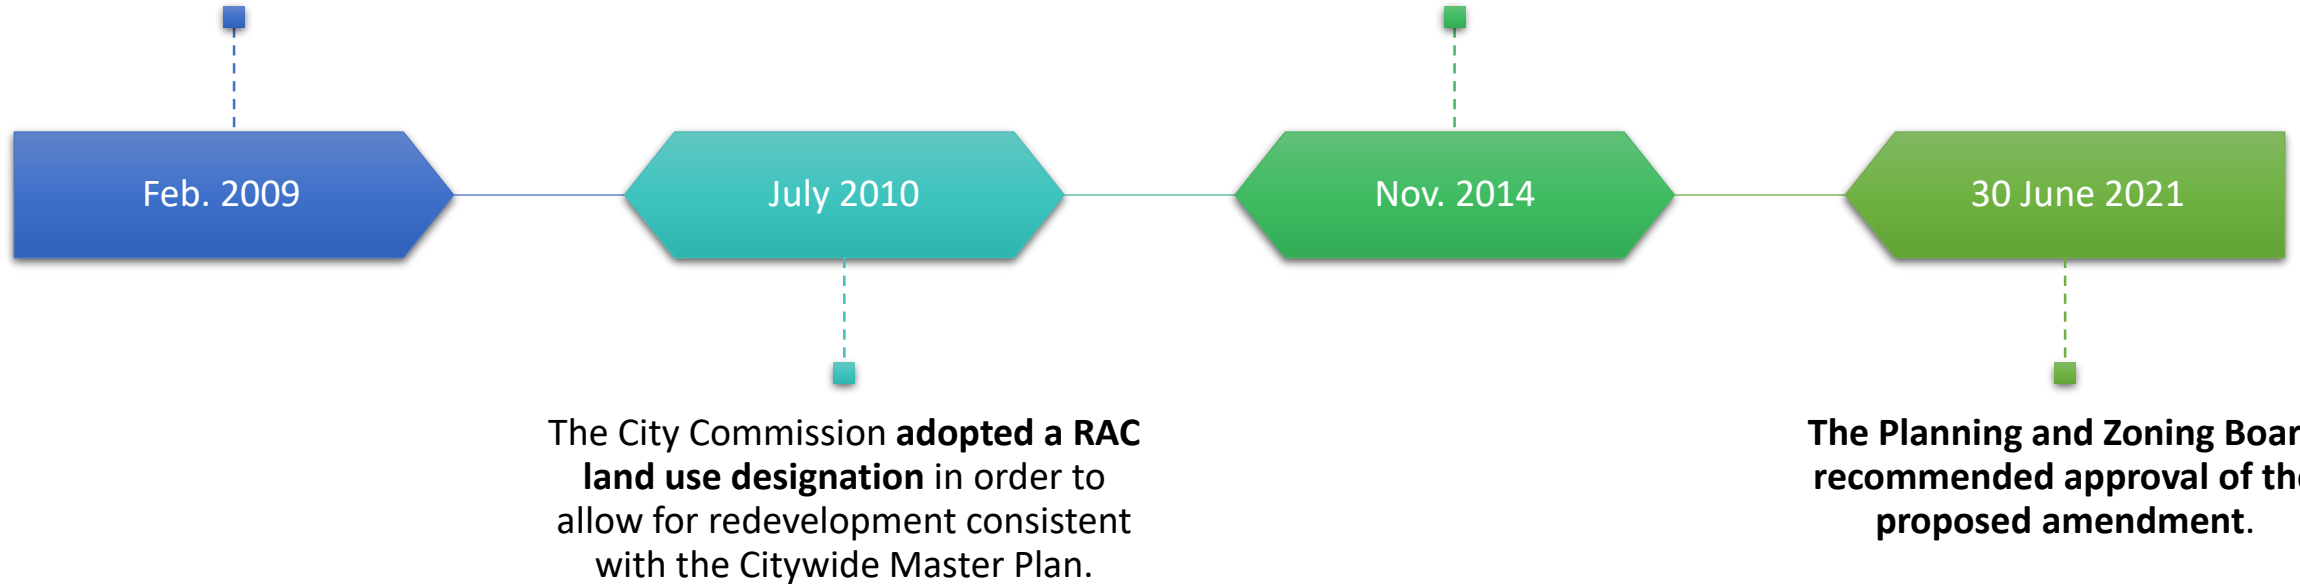 Feb. 2009
July 2010
Nov. 2014
30 June 2021
The City Commission adopted a RAC
land use designation in order to
allow for redevelopment consistent
with the Citywide Master Plan.
The Planning and Zoning Boar
recommended approval of the
proposed amendment.